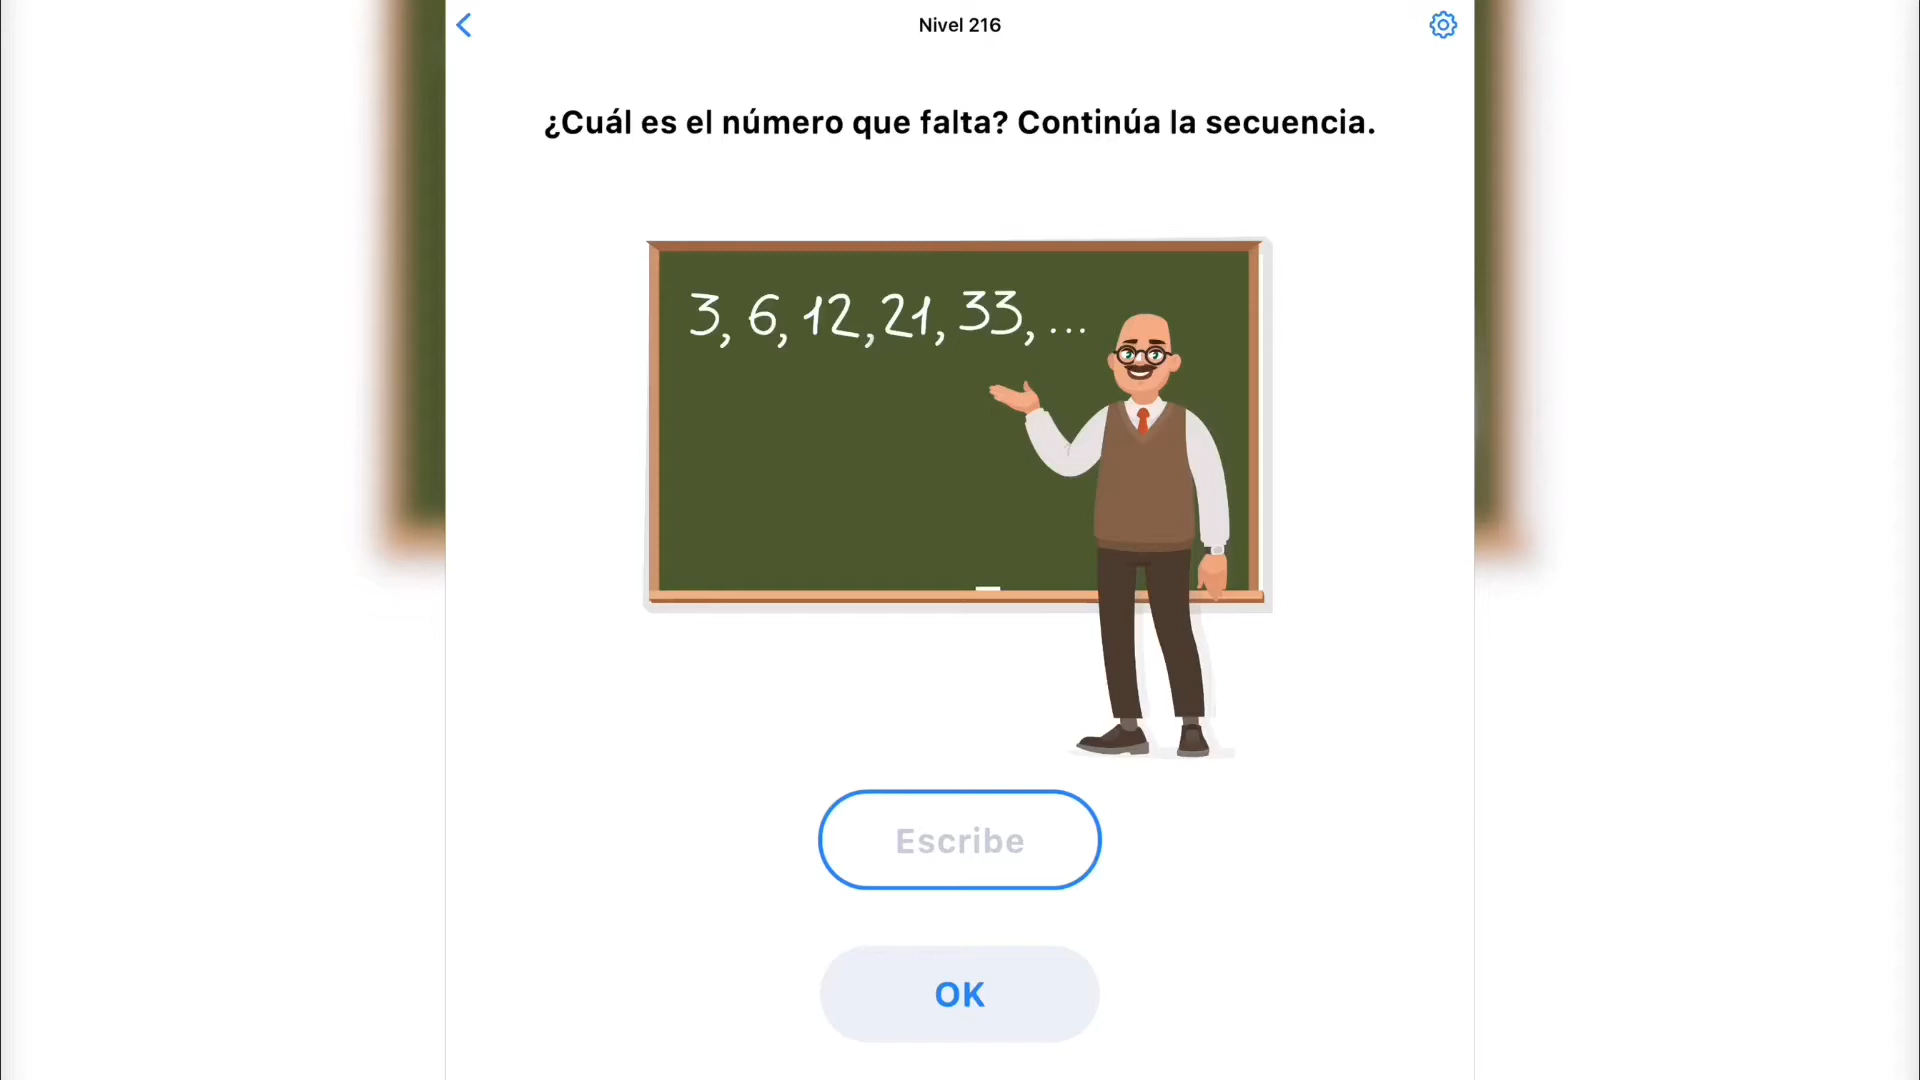 Nivel 216
¿Cuál es el número que falta? Continúa la secuencia.
3, 6, 12, 21, 33, ...
Escribe
OK